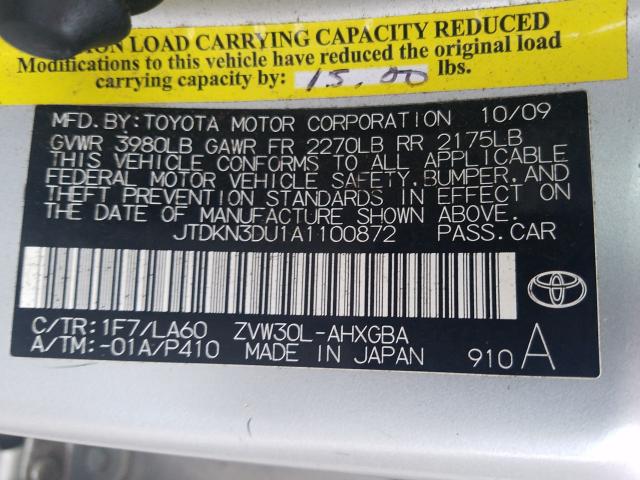 ION LOAD CARRYING CAPACITY REDUCED
Modifications to this vehicle have reduced the original load
carrying capacity by: 15.00 lbs.
MFD.BY:TOYOTA MOTOR CORPORATION 10/09
GVWR 3980LB GAWR FR 2270LB RR 2175LB
THIS VEHICLE CONFORMS TO ALL APPLICABLE
FEDERAL MOTOR VEHICLE SAFETY,BUMPER,AND
THEFT PREVENTION STANDARDS IN EFFECT ON
THE DATE OF MANUFACTURE SHOWN ABOVE.
JTDKN3DU1A1100872 PASS.CAR
C/TR:1F7/LA60 ZVW30L-AHXGBA
A/TM:-01A/P410 MADE IN JAPAN 910 A